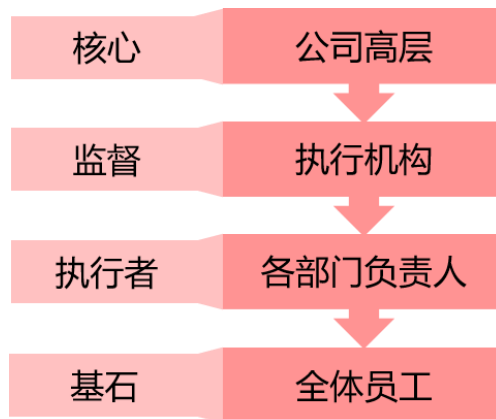 核心 公司高层
监督 执行机构
执行者 各部门负责人
基石 全体员工